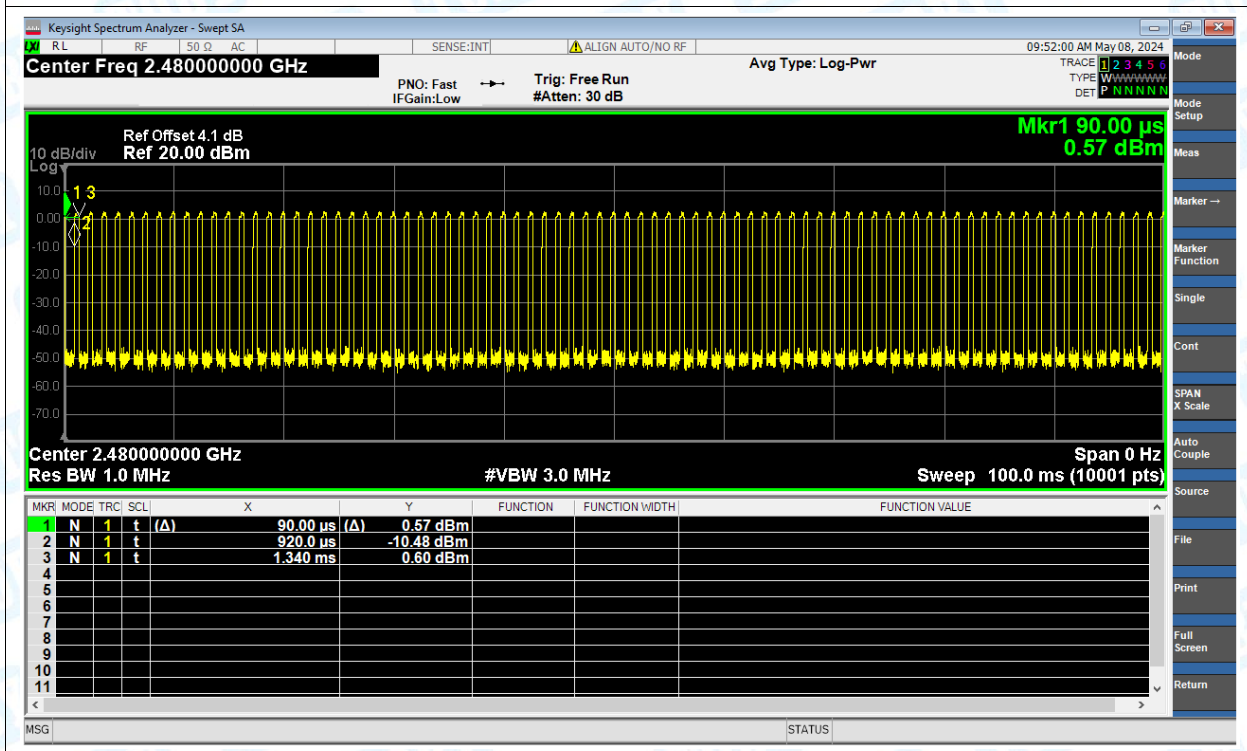 Keysight Spectrum Analyzer - Swept SA
LXI RL RF 50 Ω AC SENSE:INT ALIGN AUTO/NO RF 09:52:00 AM May 08, 2024
Center Freq 2.480000000 GHz Avg Type: Log-Pwr TRACE 1 2 3 4 5 6
PNO: Fast Trig: Free Run TYPE WWWWWW
IFGain:Low #Atten: 30 dB DET P N N N N N
Mkr1 90.00 µs
0.57 dBm
Ref Offset 4.1 dB
10 dB/div Ref 20.00 dBm
Log
10.0
0.00
-10.0
-20.0
-30.0
-40.0
-50.0
-60.0
-70.0
1 3
2
Center 2.480000000 GHz Span 0 Hz
Res BW 1.0 MHz #VBW 3.0 MHz Sweep 100.0 ms (10001 pts)
MKR MODE TRC SCL X Y FUNCTION FUNCTION WIDTH FUNCTION VALUE
1 N 1 t (Δ) 90.00 µs (Δ) 0.57 dBm
2 N 1 t 920.0 µs -10.48 dBm
3 N 1 t 1.340 ms 0.60 dBm
4
5
6
7
8
9
10
11
MSG STATUS
Mode
Mode
Setup
Meas
Marker →
Marker
Function
Single
Cont
SPAN
X Scale
Auto
Couple
Source
File
Print
Full
Screen
Return